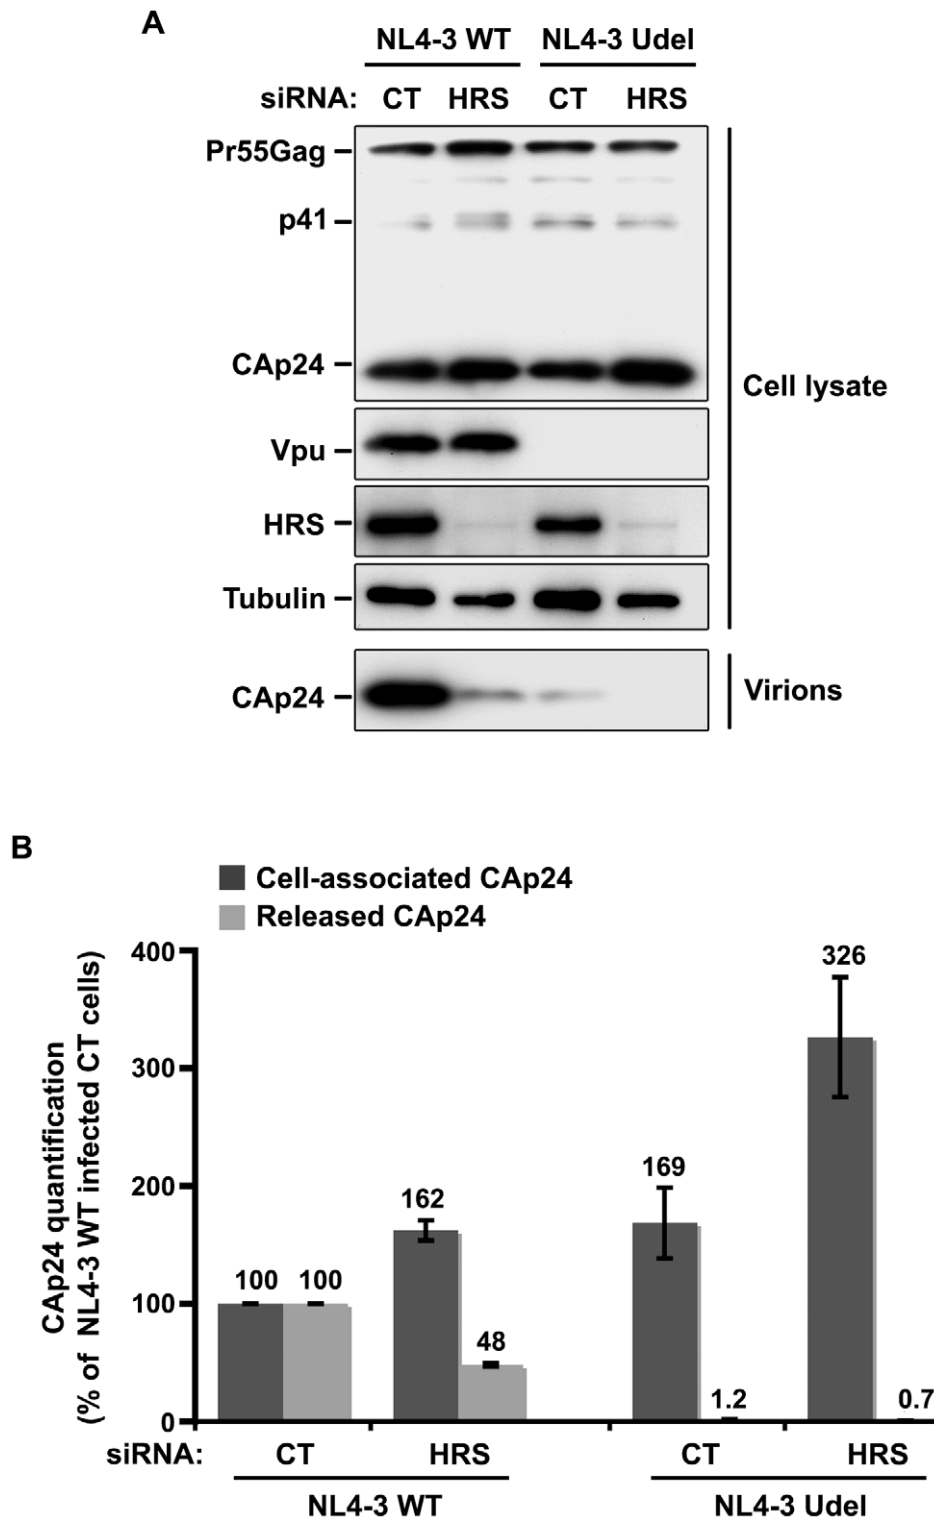 A
NL4-3 WT NL4-3 Udel
siRNA: CT HRS CT HRS
Pr55Gag
p41
CAp24
Cell lysate
Vpu
HRS
Tubulin
CAp24
Virions
B
Cell-associated CAp24
Released CAp24
CAp24 quantification
(% of NL4-3 WT infected CT cells)
400
300
200
100
0
100 100
162
48
169
1.2
326
0.7
siRNA: CT HRS CT HRS
NL4-3 WT NL4-3 Udel